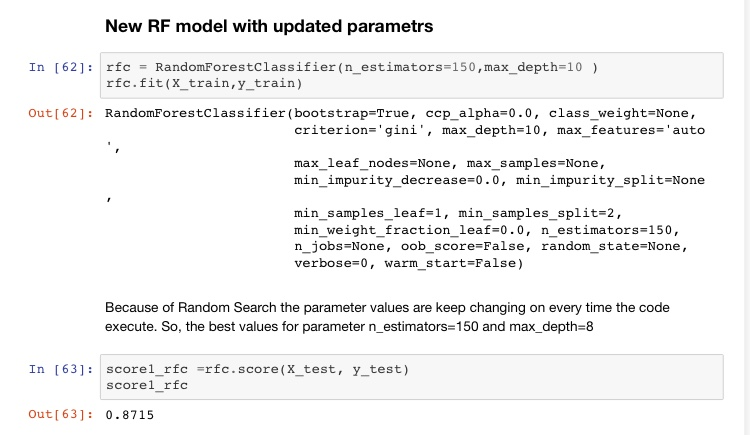 New RF model with updated parametrs
In [62]: rfc = RandomForestClassifier(n_estimators=150,max_depth=10 )
rfc.fit(X_train,y_train)
Out[62]: RandomForestClassifier(bootstrap=True, ccp_alpha=0.0, class_weight=None,
criterion='gini', max_depth=10, max_features='auto
',
max_leaf_nodes=None, max_samples=None,
min_impurity_decrease=0.0, min_impurity_split=None
,
min_samples_leaf=1, min_samples_split=2,
min_weight_fraction_leaf=0.0, n_estimators=150,
n_jobs=None, oob_score=False, random_state=None,
verbose=0, warm_start=False)
Because of Random Search the parameter values are keep changing on every time the code
execute. So, the best values for parameter n_estimators=150 and max_depth=8
In [63]: score1_rfc =rfc.score(X_test, y_test)
score1_rfc
Out[63]: 0.8715